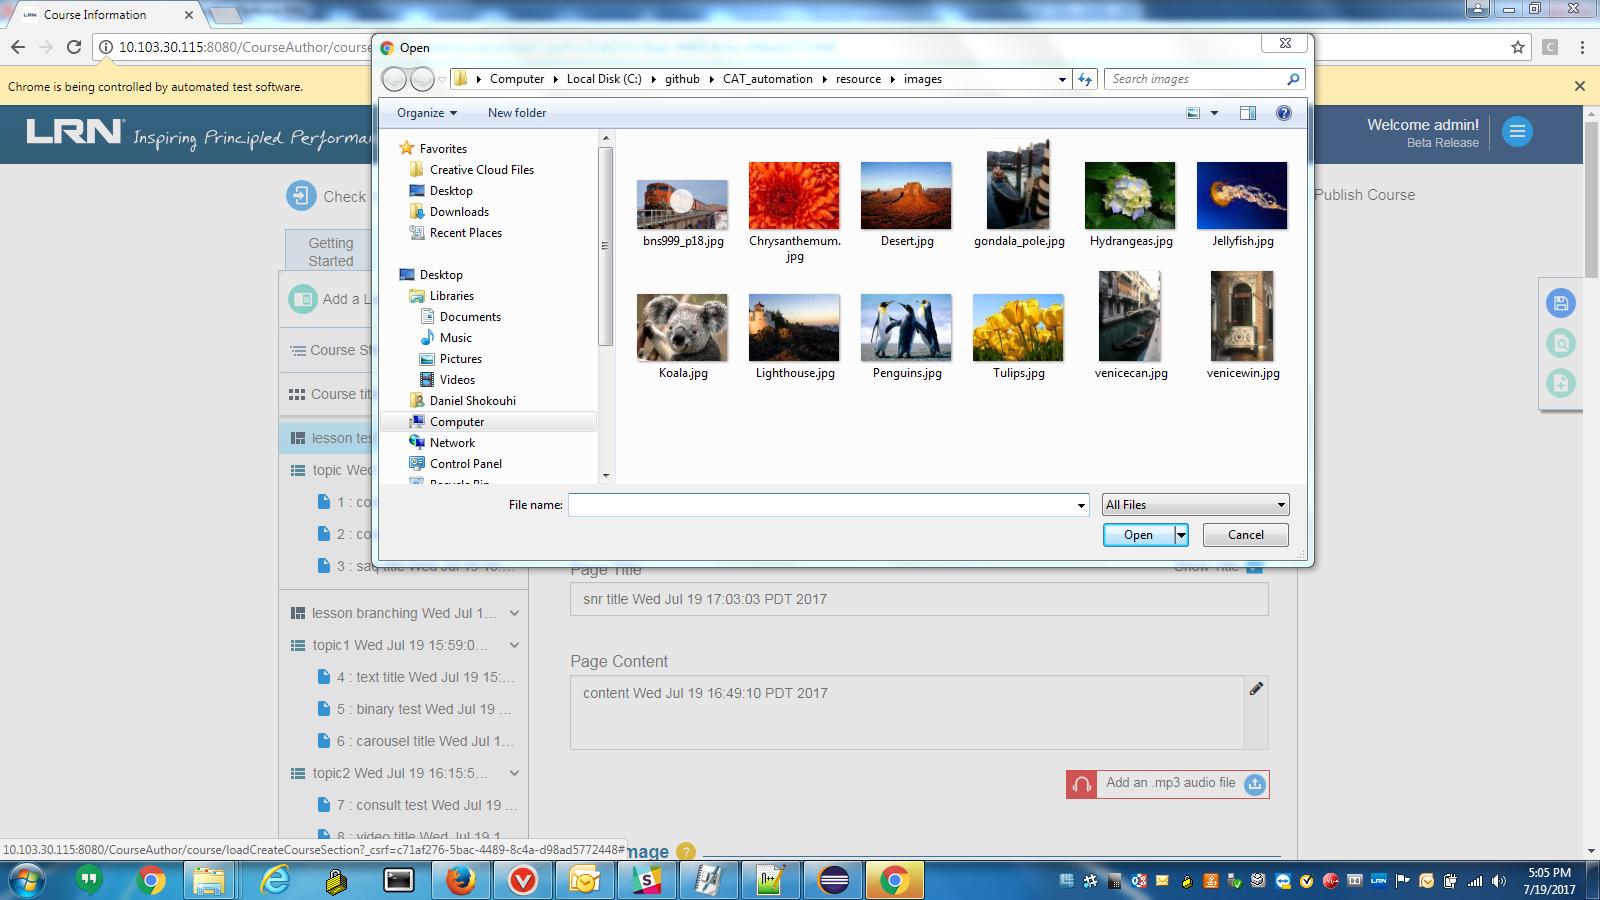 Course Information
10.103.30.115:8080/CourseAuthor/course
Chrome is being controlled by automated test software.
LRN Inspiring Principled Performa
Welcome admin!
Beta Release
Check
Publish Course
Getting
Started
Add a L
Course St
Course titl
lesson tes
topic Wed
1 : co
2 : co
3 : saq title Wed Jul 19 16:...
lesson branching Wed Jul 1...
topic1 Wed Jul 19 15:59:0...
4 : text title Wed Jul 19 15:...
5 : binary test Wed Jul 19 ...
6 : carousel title Wed Jul 1...
topic2 Wed Jul 19 16:15:5...
7 : consult test Wed Jul 19 ...
8 : video title Wed Jul 19 1
10.103.30.115:8080/CourseAuthor/course/loadCreateCourseSection?_csrf=c71af276-5bac-4489-8c4a-d98ad5772448#
Open
Computer
Local Disk (C:)
github
CAT_automation
resource
images
Search images
Organize
New folder
Favorites
Creative Cloud Files
Desktop
Downloads
Recent Places
Desktop
Libraries
Documents
Music
Pictures
Videos
Daniel Shokouhi
Computer
Network
Control Panel
Recycle Bin
bns999_p18.jpg
Chrysanthemum.
jpg
Desert.jpg
gondala_pole.jpg
Hydrangeas.jpg
Jellyfish.jpg
Koala.jpg
Lighthouse.jpg
Penguins.jpg
Tulips.jpg
venicecan.jpg
venicewin.jpg
File name:
All Files
Open
Cancel
Page Title
Show Title
snr title Wed Jul 19 17:03:03 PDT 2017
Page Content
content Wed Jul 19 16:49:10 PDT 2017
Add an .mp3 audio file
mage
5:05 PM
7/19/2017